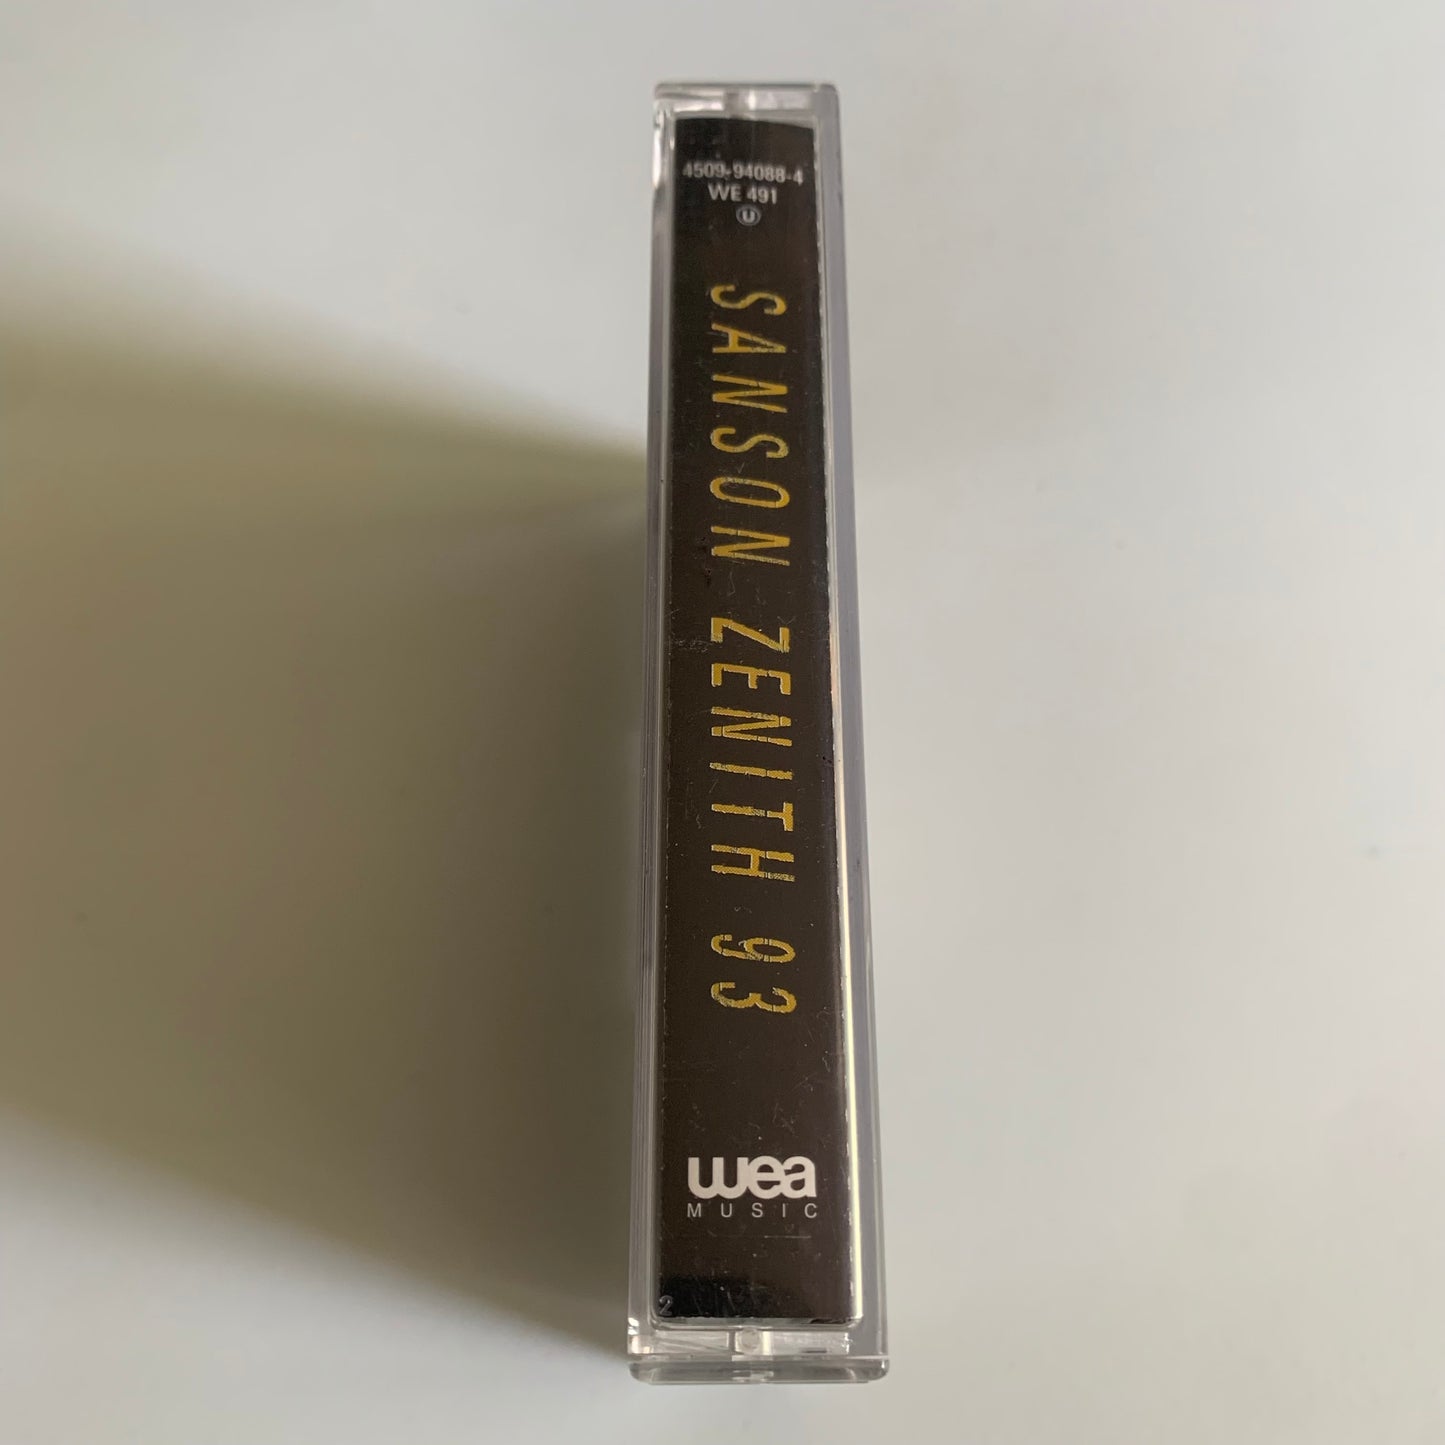 4509-94088-4
WE 491
U
SANSON ZENITH 93
wea
MUSIC
2